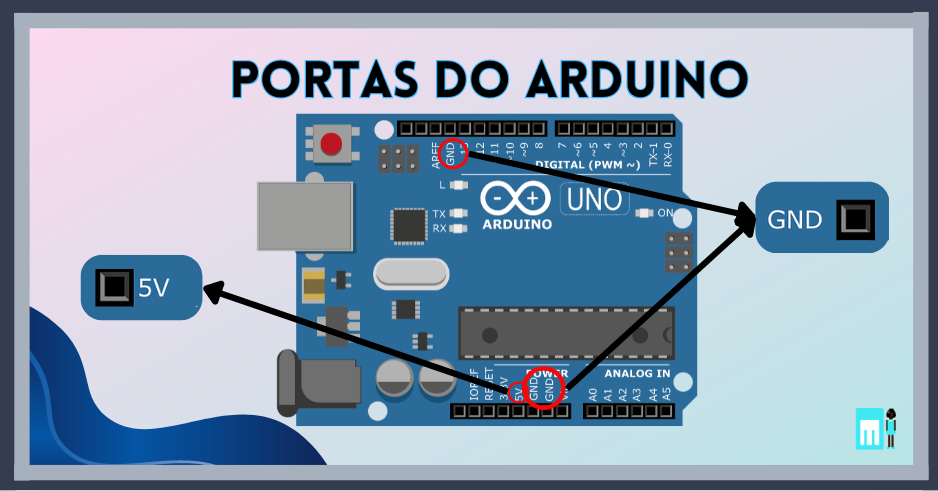 PORTAS DO ARDUINO
AREF
GND
13
12
11
~10
~9
8
7
~6
~5
4
~3
2
TX-1
RX-0
DIGITAL (PWM ~)
L
TX
RX
ARDUINO
UNO
ON
GND
5V
POWER
ANALOG IN
IOREF
RESET
3.3V
5V
GND
GND
A0
A1
A2
A3
A4
A5